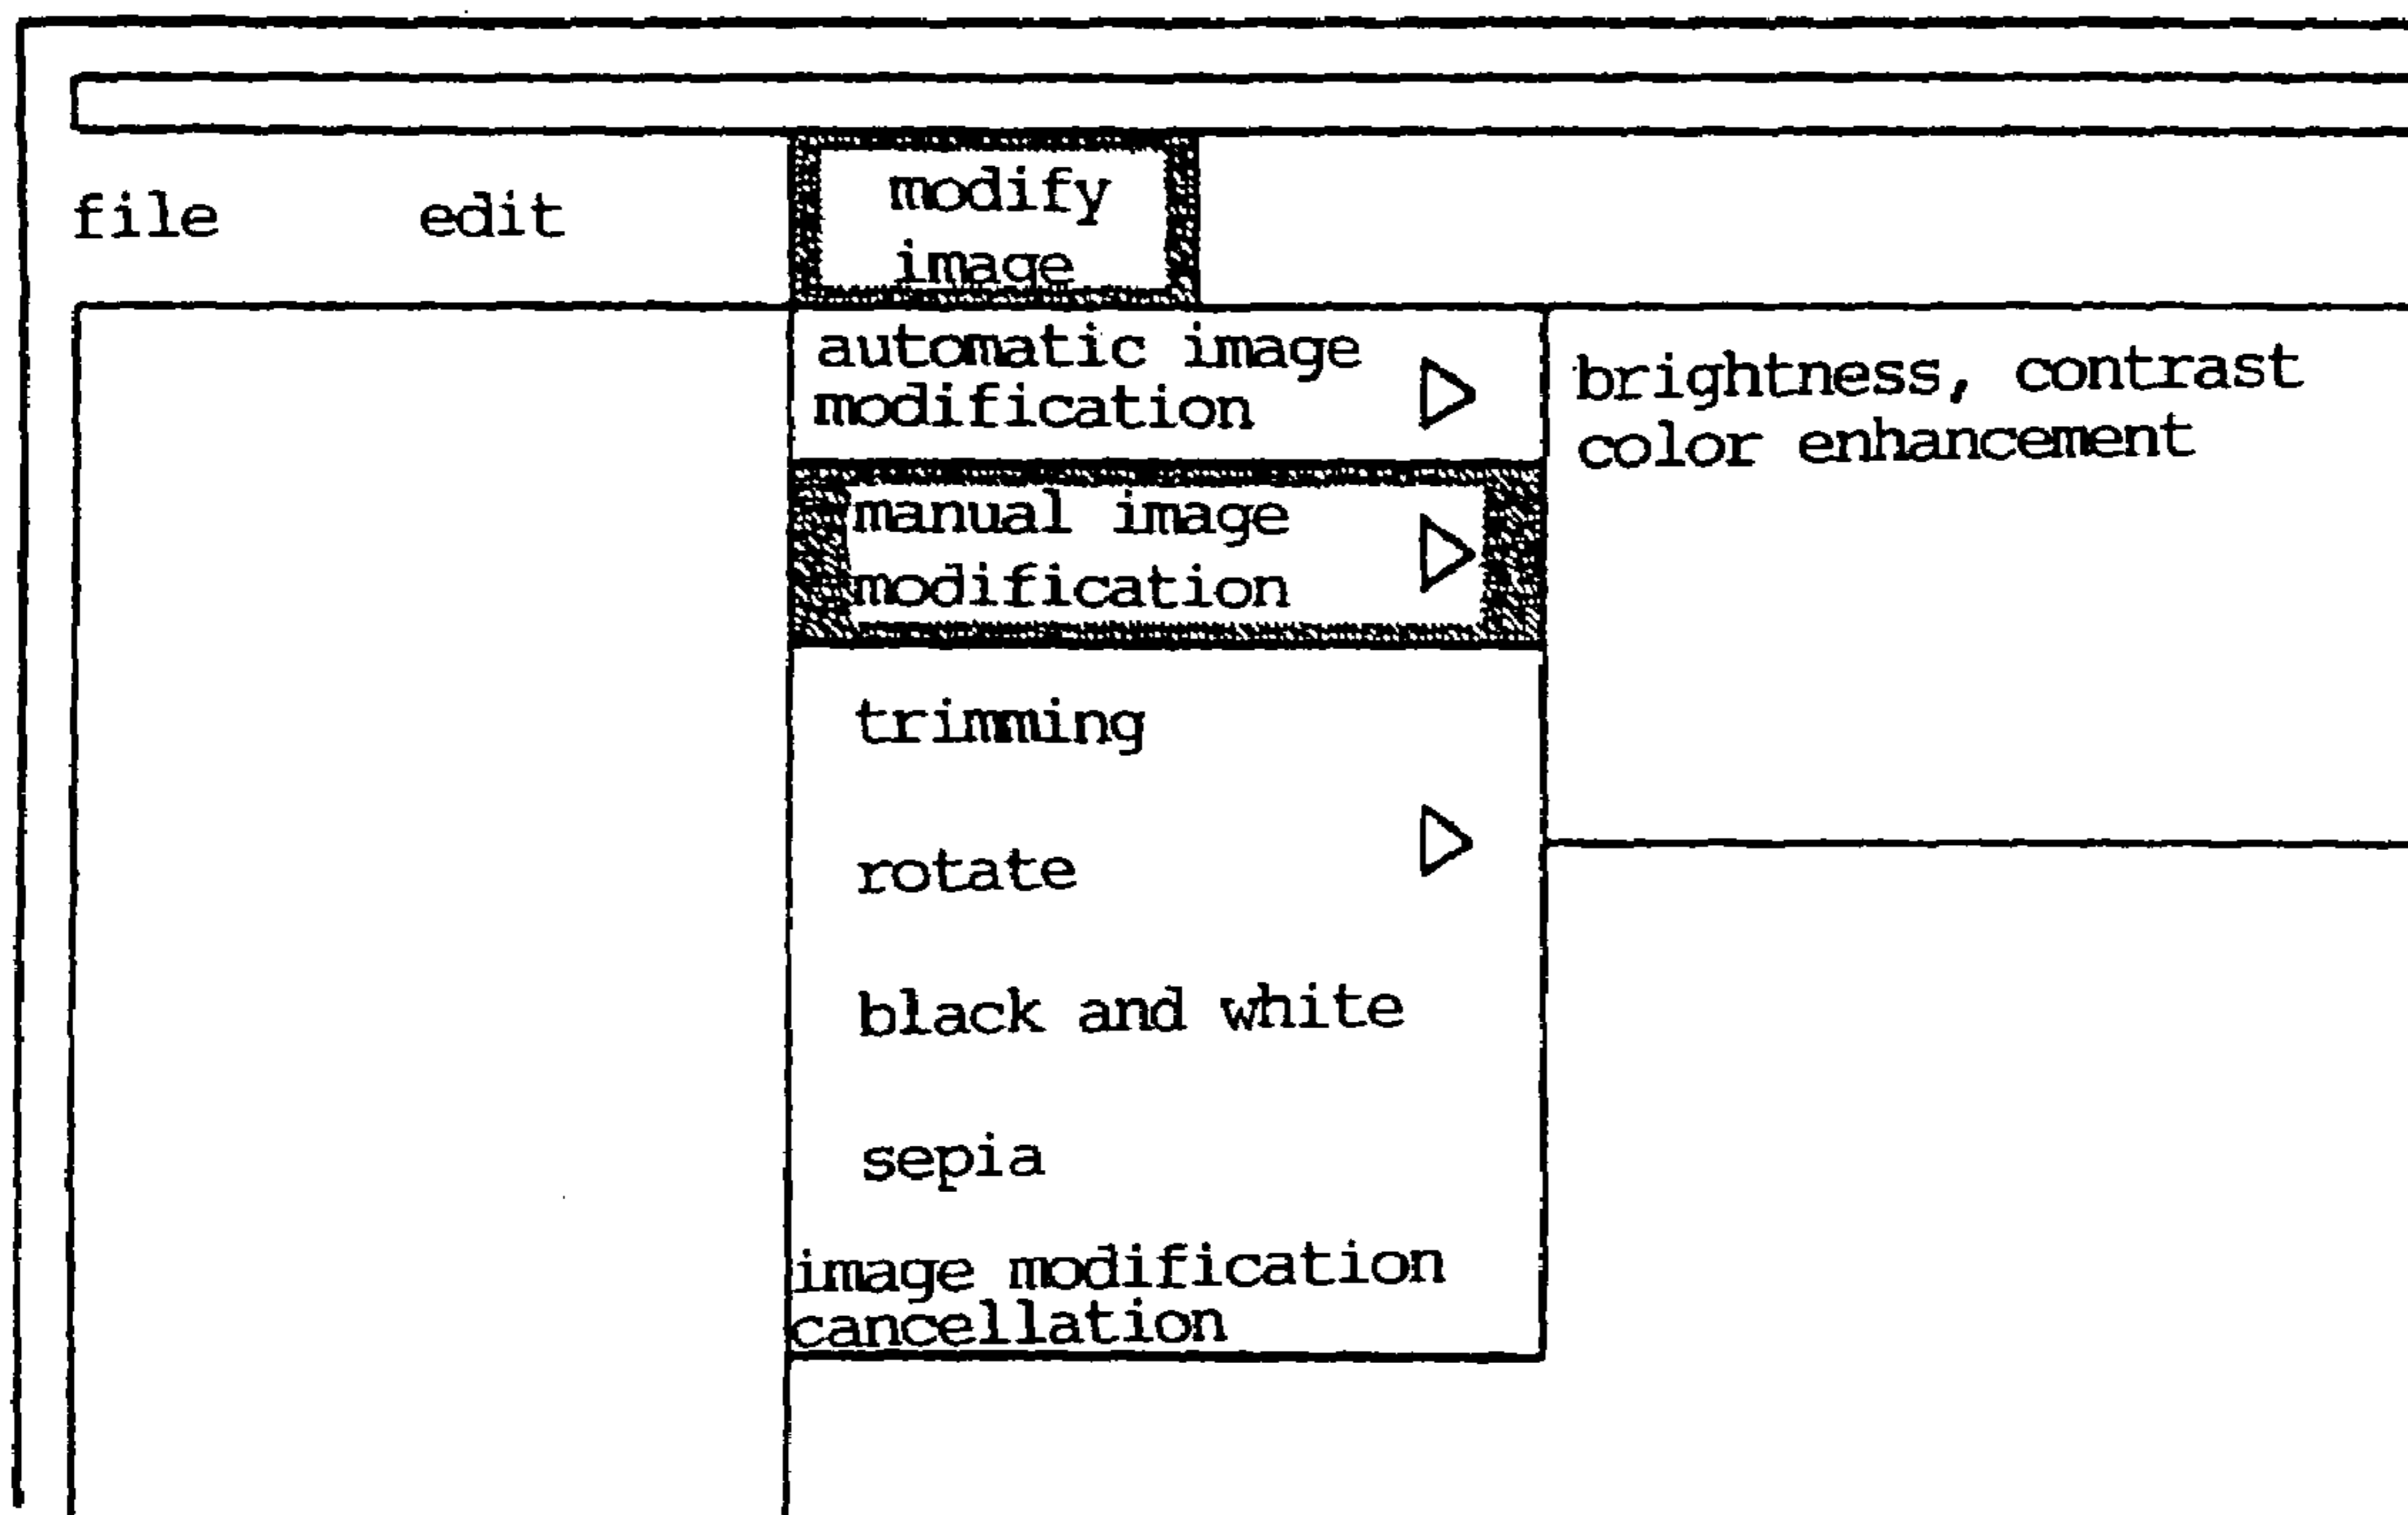 file
edit
modify
image
automatic image
modification
brightness, contrast
color enhancement
manual image
modification
trimming
rotate
black and white
sepia
image modification
cancellation